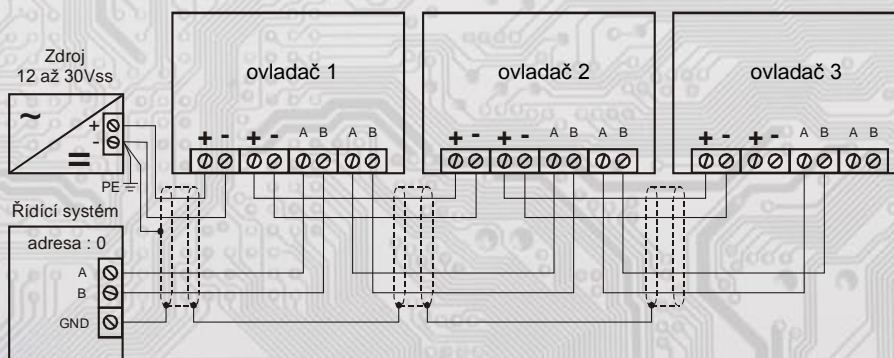 Zdroj
12 až 30Vss
~
=
+
-
PE
Řídící systém
adresa : 0
A
B
GND
ovladač 1
+ - + - A B A B
ovladač 2
+ - + - A B A B
ovladač 3
+ - + - A B A B